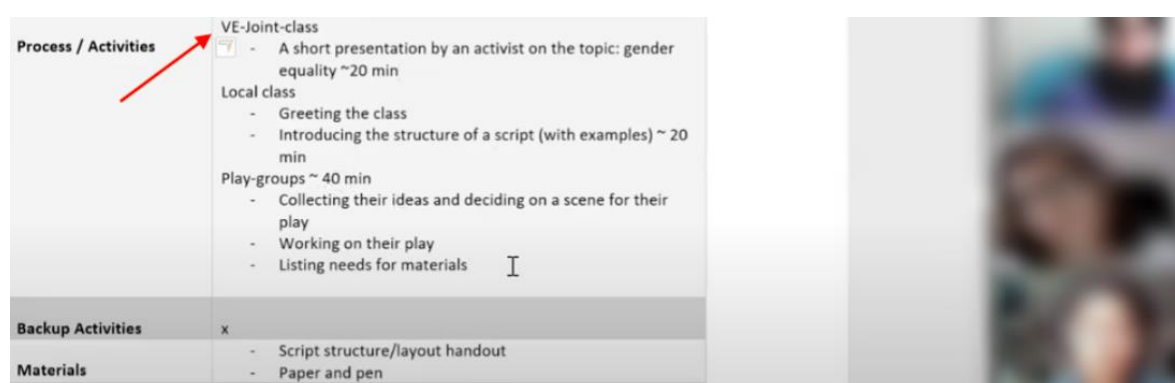 VE-Joint-class
Process / Activities
- A short presentation by an activist on the topic: gender
equality ~20 min
Local class
- Greeting the class
- Introducing the structure of a script (with examples) ~ 20
min
Play-groups ~ 40 min
- Collecting their ideas and deciding on a scene for their
play
- Working on their play
- Listing needs for materials
Backup Activities
x
Materials
- Script structure/layout handout
- Paper and pen